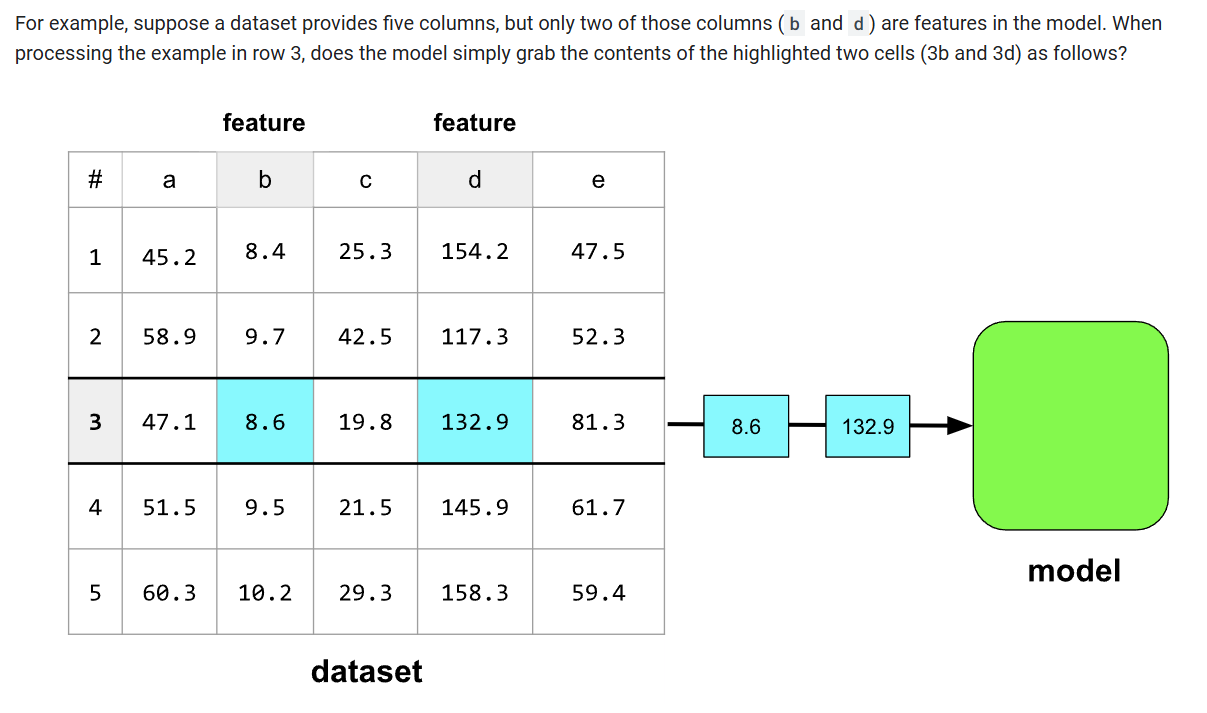 For example, suppose a dataset provides five columns, but only two of those columns ( b and d ) are features in the model. When
processing the example in row 3, does the model simply grab the contents of the highlighted two cells (3b and 3d) as follows?
feature feature
# a b c d e
1 45.2 8.4 25.3 154.2 47.5
2 58.9 9.7 42.5 117.3 52.3
3 47.1 8.6 19.8 132.9 81.3 8.6 132.9
4 51.5 9.5 21.5 145.9 61.7
5 60.3 10.2 29.3 158.3 59.4
model
dataset